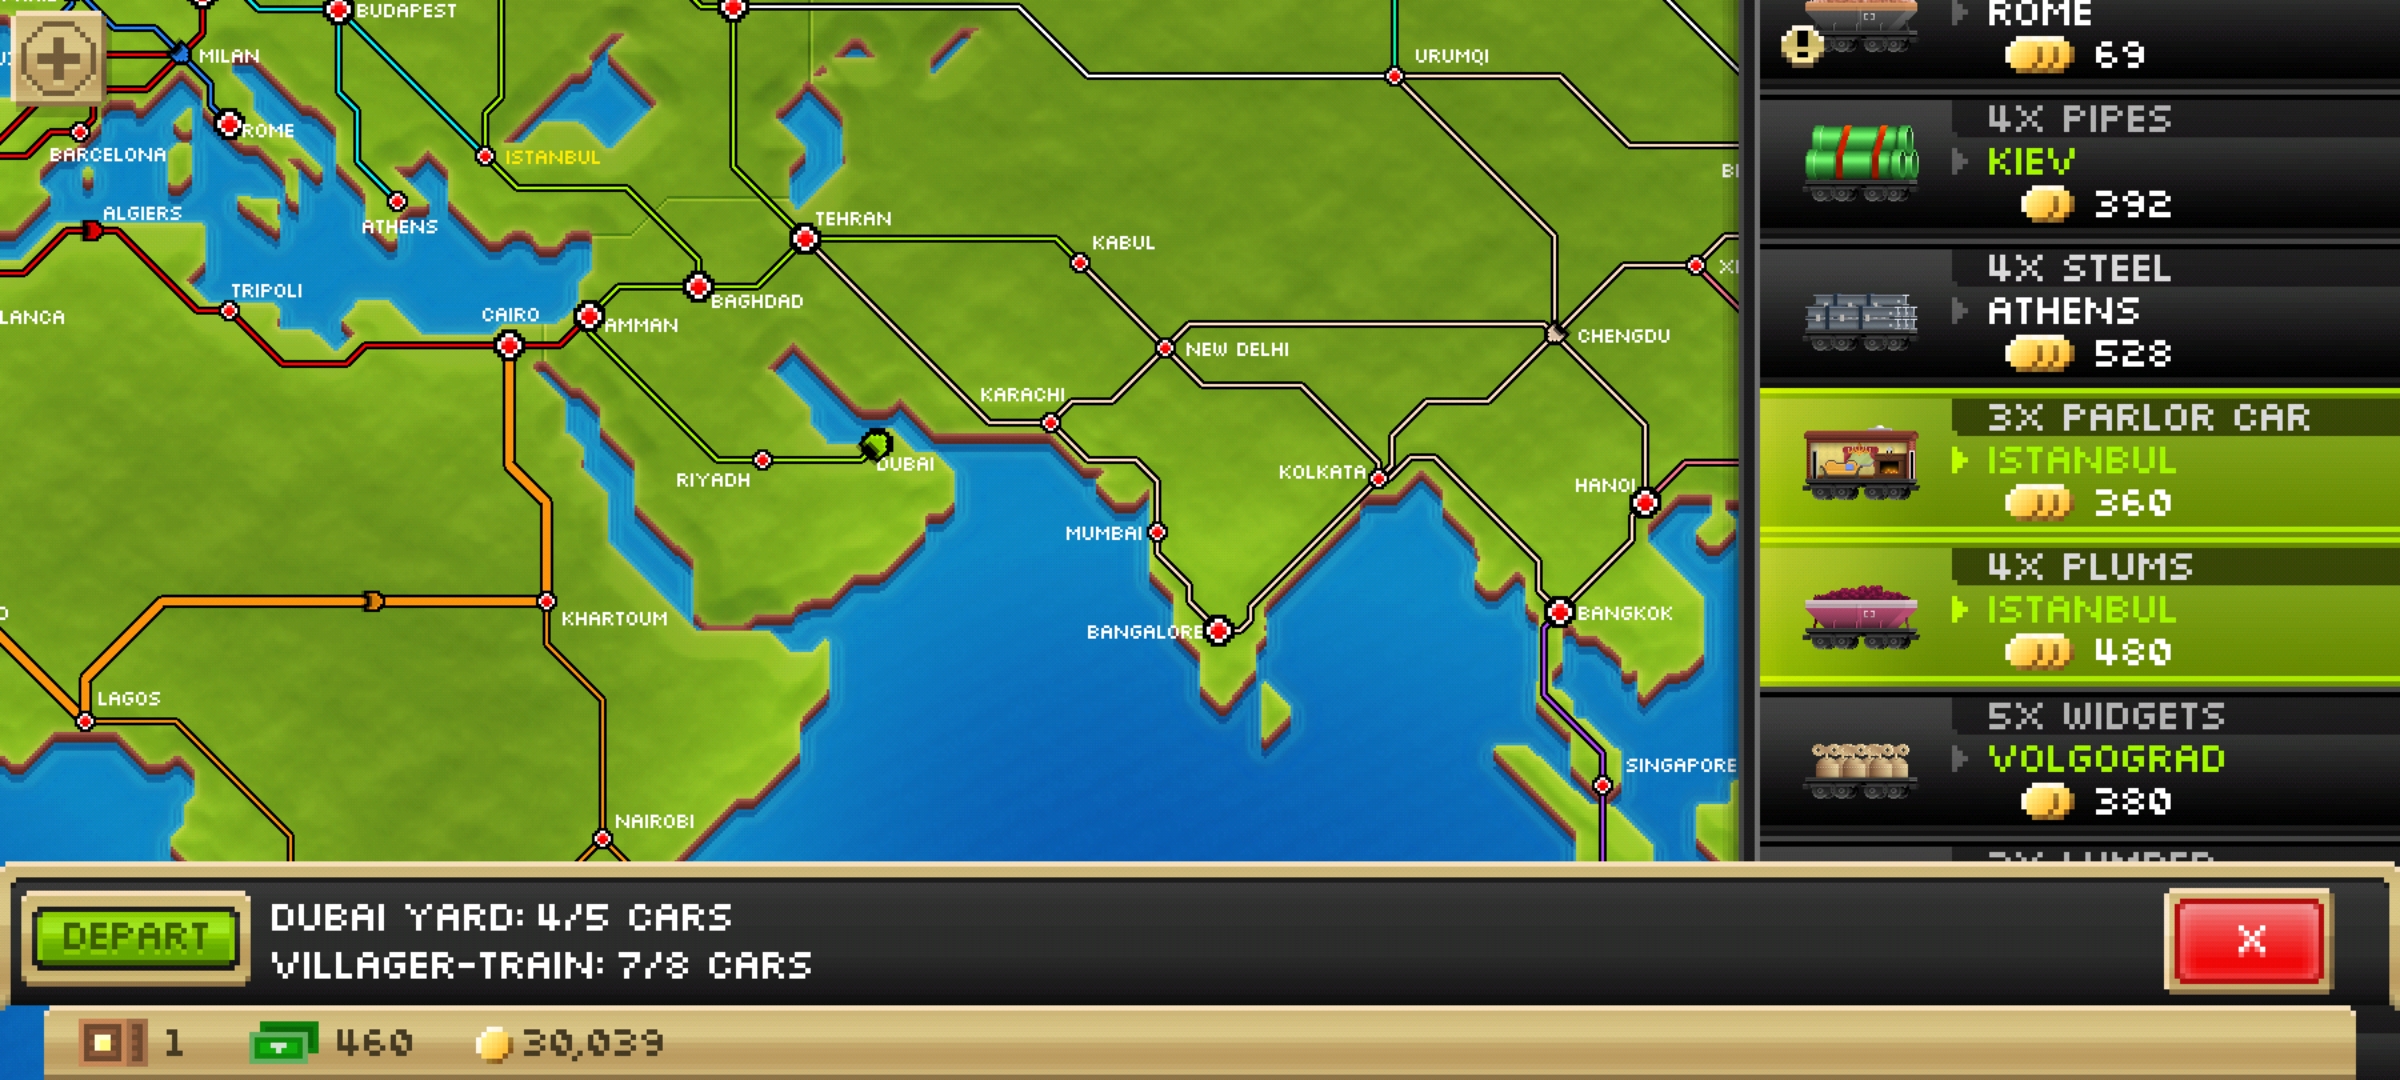 BUDAPEST
MILAN
URUMQI
ROME
BARCELONA
ISTANBUL
ALGIERS
ATHENS
TEHRAN
KABUL
TRIPOLI
CAIRO
BAGHDAD
LANCA
AMMAN
CHENGDU
NEW DELHI
KARACHI
RIYADH
DUBAI
KOLKATA
HANOI
MUMBAI
KHARTOUM
BANGALORE
BANGKOK
LAGOS
SINGAPORE
NAIROBI
ROME
69
4X PIPES
KIEV
392
4X STEEL
ATHENS
528
3X PARLOR CAR
ISTANBUL
360
4X PLUMS
ISTANBUL
480
5X WIDGETS
VOLGOGRAD
380
DEPART
DUBAI YARD: 4/5 CARS
VILLAGER-TRAIN: 7/8 CARS
X
1
460
30,039